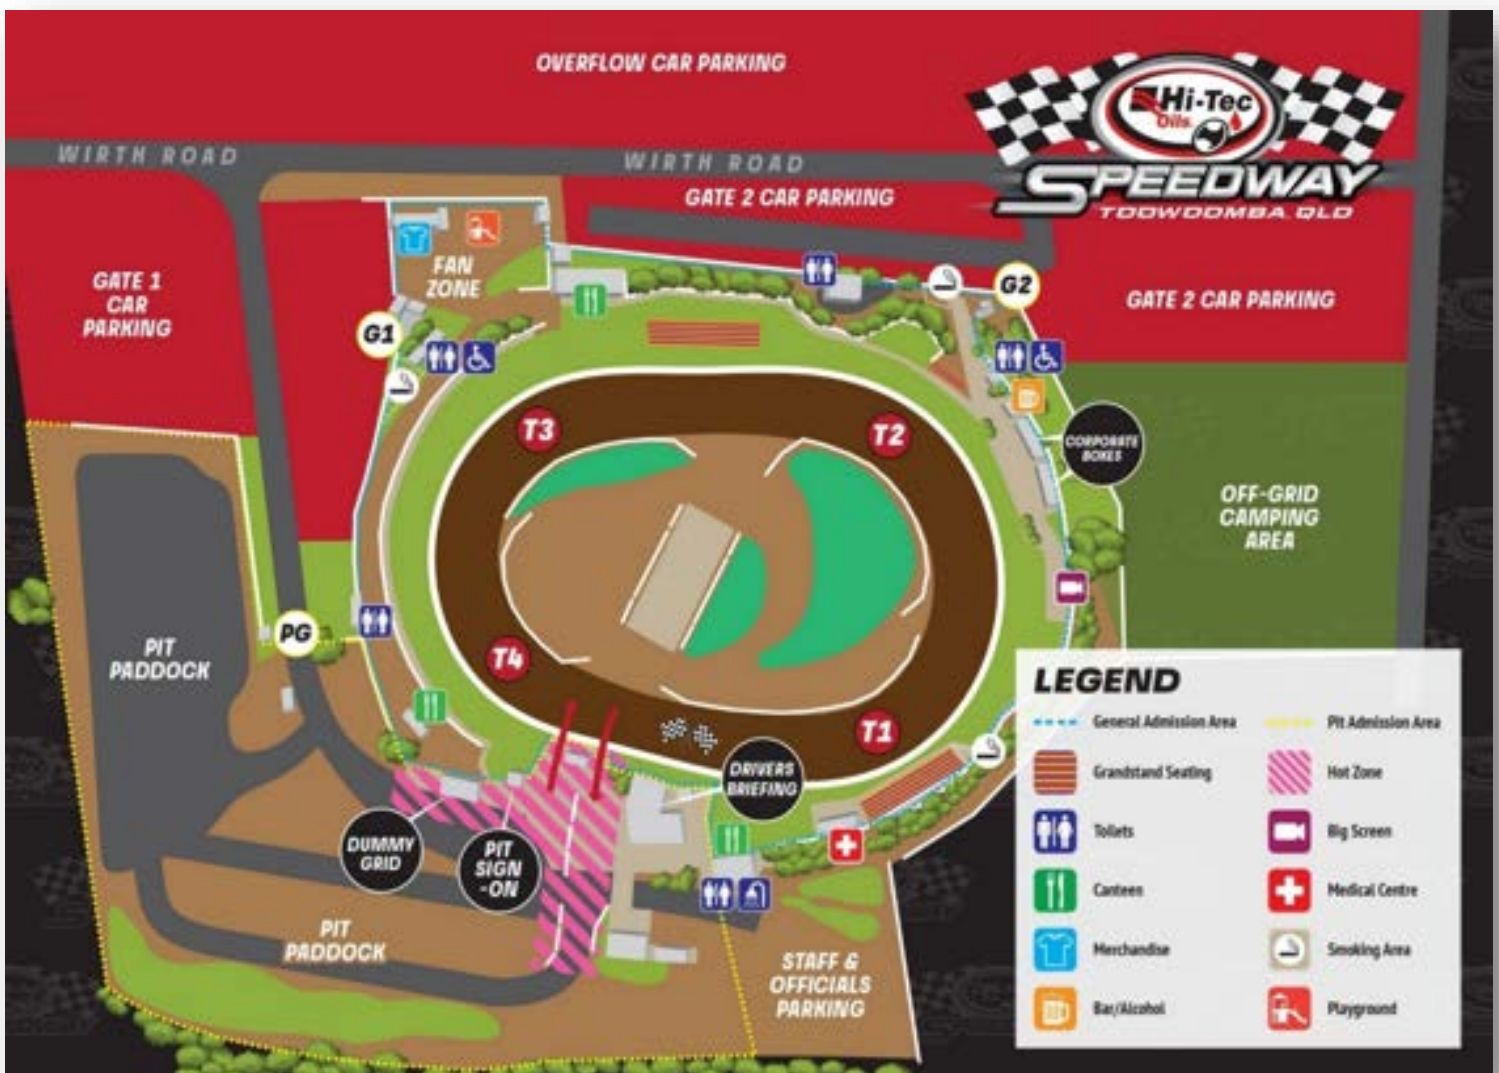 OVERFLOW CAR PARKING
Hi-Tec
Oils
SPEEDWAY
TOOWOOMBA QLD
WIRTH ROAD
WIRTH ROAD
GATE 2 CAR PARKING
GATE 1
CAR
PARKING
FAN
ZONE
G1
G2
GATE 2 CAR PARKING
T3
T2
CORPORATE
BOXES
OFF-GRID
CAMPING
AREA
PG
PIT
PADDOCK
T4
T1
DRIVERS
BRIEFING
DUMMY
GRID
PIT
SIGN
-ON
PIT
PADDOCK
STAFF &
OFFICIALS
PARKING
LEGEND
General Admission Area
Pit Admission Area
Grandstand Seating
Hot Zone
Toilets
Big Screen
Canteen
Medical Centre
Merchandise
Smoking Area
Bar/Alcohol
Playground